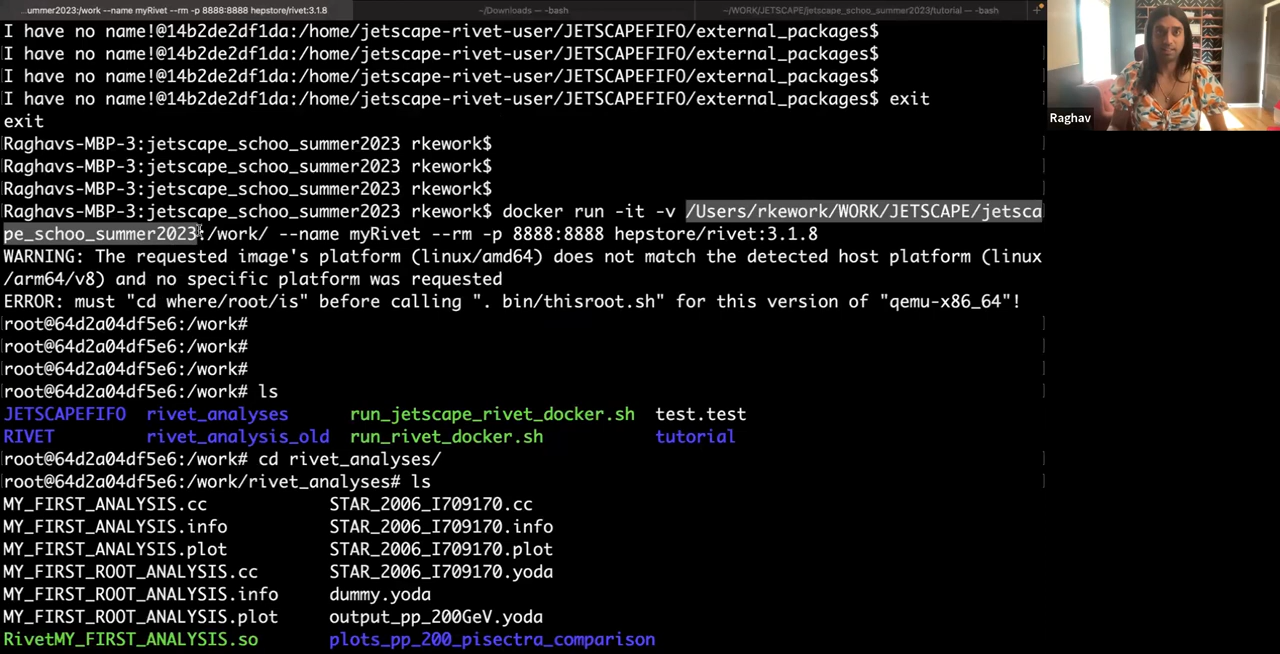 ...ummer2023:/work --name myRivet --rm -p 8888:8888 hepstore/rivet:3.1.8
~/Downloads — -bash
~/WORK/JETSCAPE/jetscape_schoo_summer2023/tutorial — -bash
I have no name!@14b2de2df1da:/home/jetscape-rivet-user/JETSCAPEFIFO/external_packages$
I have no name!@14b2de2df1da:/home/jetscape-rivet-user/JETSCAPEFIFO/external_packages$
I have no name!@14b2de2df1da:/home/jetscape-rivet-user/JETSCAPEFIFO/external_packages$
I have no name!@14b2de2df1da:/home/jetscape-rivet-user/JETSCAPEFIFO/external_packages$ exit
exit
Raghavs-MBP-3:jetscape_schoo_summer2023 rkework$
Raghavs-MBP-3:jetscape_schoo_summer2023 rkework$
Raghavs-MBP-3:jetscape_schoo_summer2023 rkework$
Raghavs-MBP-3:jetscape_schoo_summer2023 rkework$ docker run -it -v /Users/rkework/WORK/JETSCAPE/jetsca
pe_schoo_summer2023:/work/ --name myRivet --rm -p 8888:8888 hepstore/rivet:3.1.8
WARNING: The requested image's platform (linux/amd64) does not match the detected host platform (linux
/arm64/v8) and no specific platform was requested
ERROR: must "cd where/root/is" before calling ". bin/thisroot.sh" for this version of "qemu-x86_64"!
root@64d2a04df5e6:/work#
root@64d2a04df5e6:/work#
root@64d2a04df5e6:/work#
root@64d2a04df5e6:/work# ls
JETSCAPEFIFO rivet_analyses run_jetscape_rivet_docker.sh test.test
RIVET rivet_analysis_old run_rivet_docker.sh tutorial
root@64d2a04df5e6:/work# cd rivet_analyses/
root@64d2a04df5e6:/work/rivet_analyses# ls
MY_FIRST_ANALYSIS.cc STAR_2006_I709170.cc
MY_FIRST_ANALYSIS.info STAR_2006_I709170.info
MY_FIRST_ANALYSIS.plot STAR_2006_I709170.plot
MY_FIRST_ROOT_ANALYSIS.cc STAR_2006_I709170.yoda
MY_FIRST_ROOT_ANALYSIS.info dummy.yoda
MY_FIRST_ROOT_ANALYSIS.plot output_pp_200GeV.yoda
RivetMY_FIRST_ANALYSIS.so plots_pp_200_pisectra_comparison
Raghav